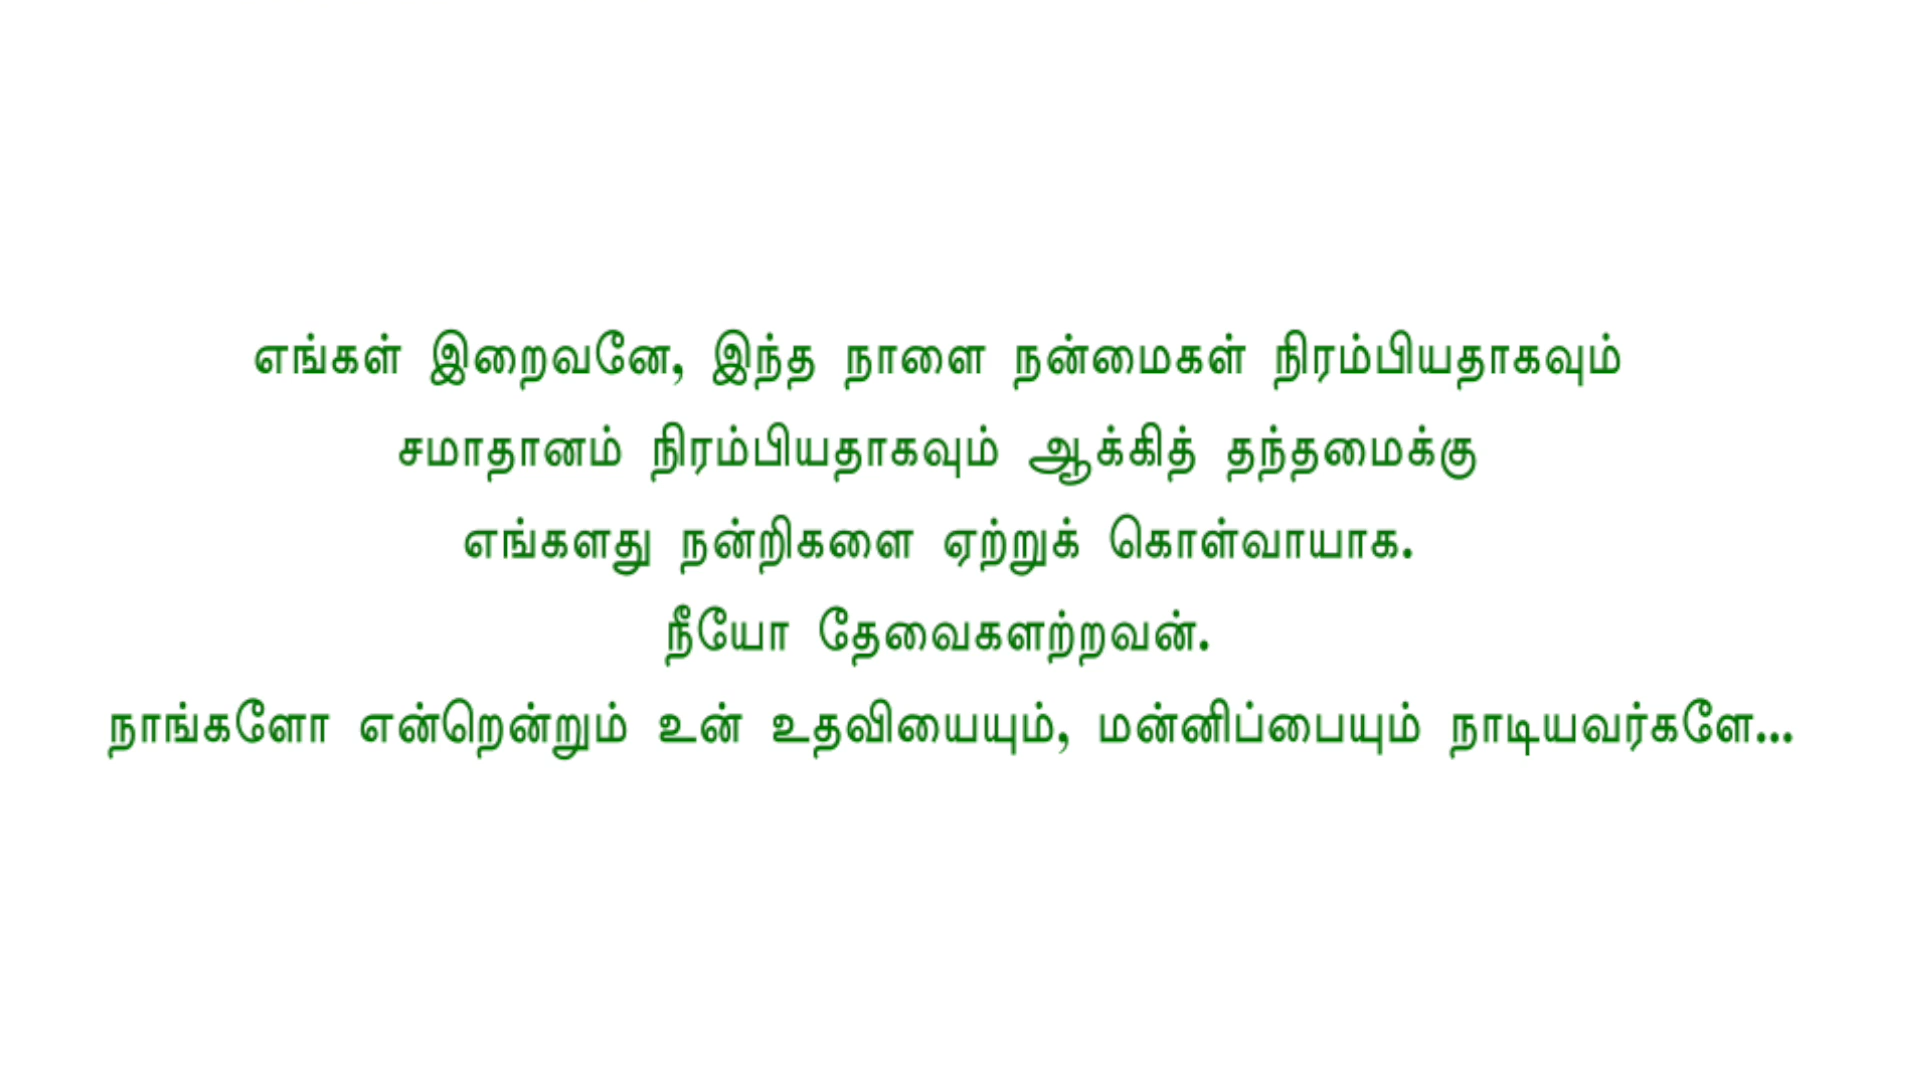 எங்கள் இறைவனே, இந்த நாளை நன்மைகள் நிரம்பியதாகவும்
சமாதானம் நிரம்பியதாகவும் ஆக்கித் தந்தமைக்கு
எங்களது நன்றிகளை ஏற்றுக் கொள்வாயாக.
நீயோ தேவைகளற்றவன்.
நாங்களோ என்றென்றும் உன் உதவியையும், மன்னிப்பையும் நாடியவர்களே...